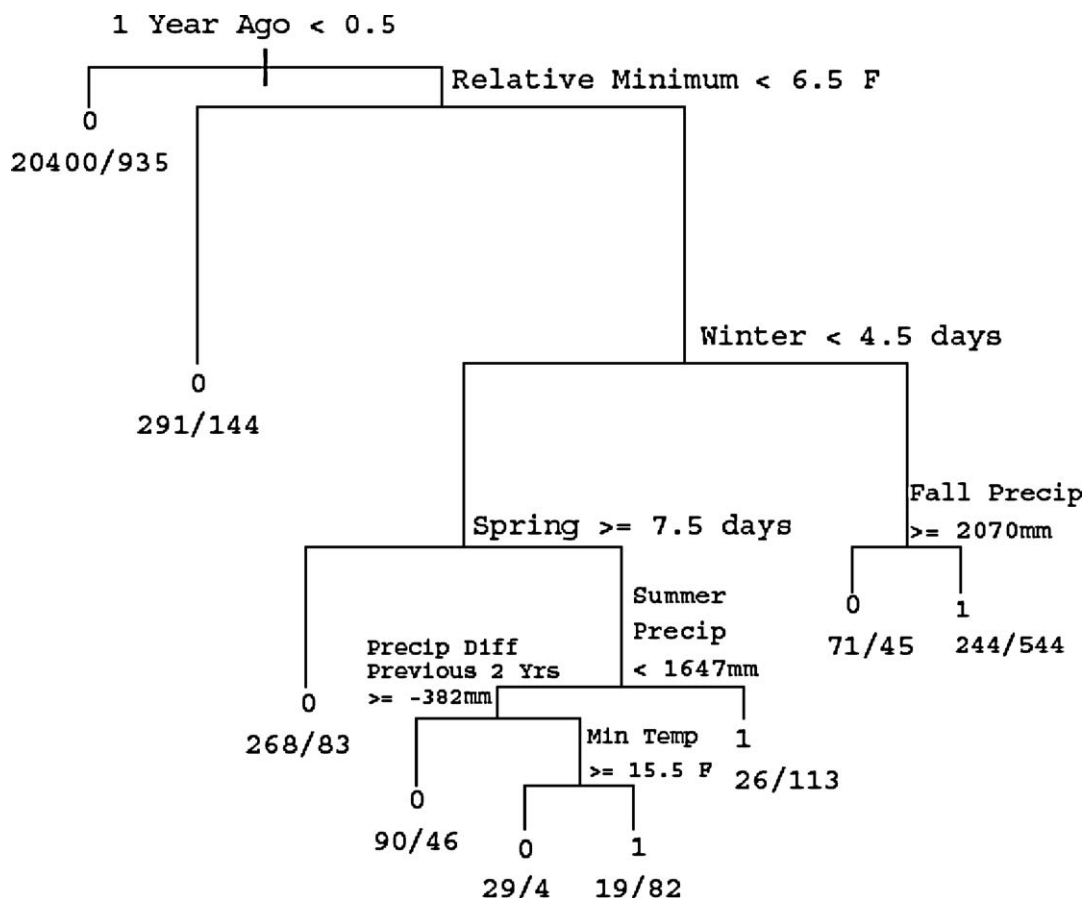 1 Year Ago < 0.5
Relative Minimum < 6.5 F
0
20400/935
Winter < 4.5 days
0
291/144
Fall Precip
>= 2070mm
Spring >= 7.5 days
Summer
Precip
< 1647mm
0
71/45
1
244/544
Precip Diff
Previous 2 Yrs
>= -382mm
0
268/83
Min Temp
>= 15.5 F
1
26/113
0
90/46
0
29/4
1
19/82